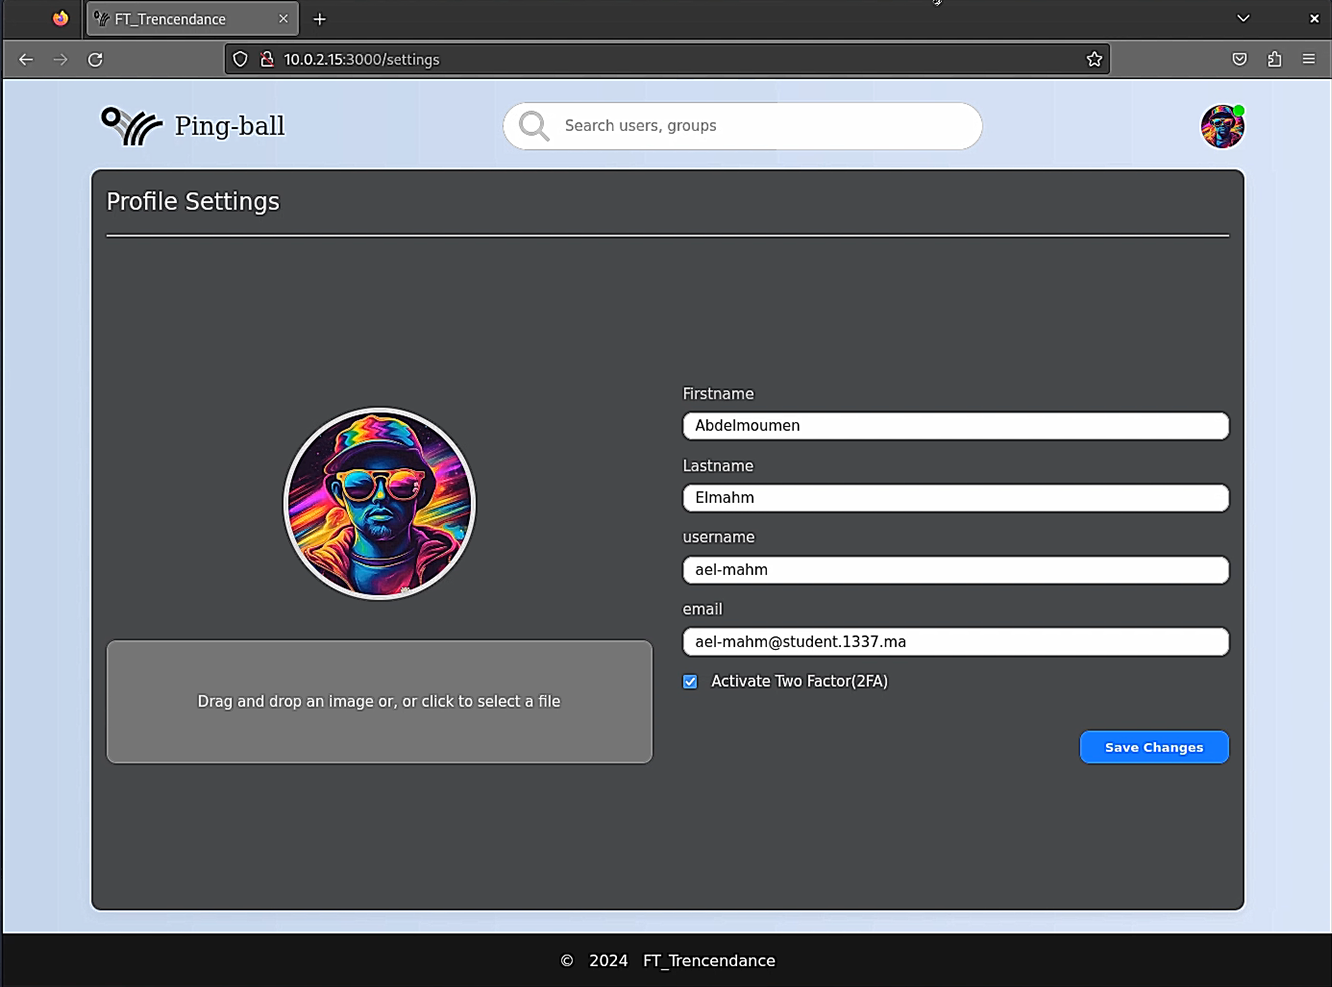 FT_Trencendance
10.0.2.15:3000/settings
Ping-ball
Search users, groups
Profile Settings
Firstname
Abdelmoumen
Lastname
Elmahm
username
ael-mahm
email
ael-mahm@student.1337.ma
Activate Two Factor(2FA)
Drag and drop an image or, or click to select a file
Save Changes
© 2024 FT_Trencendance